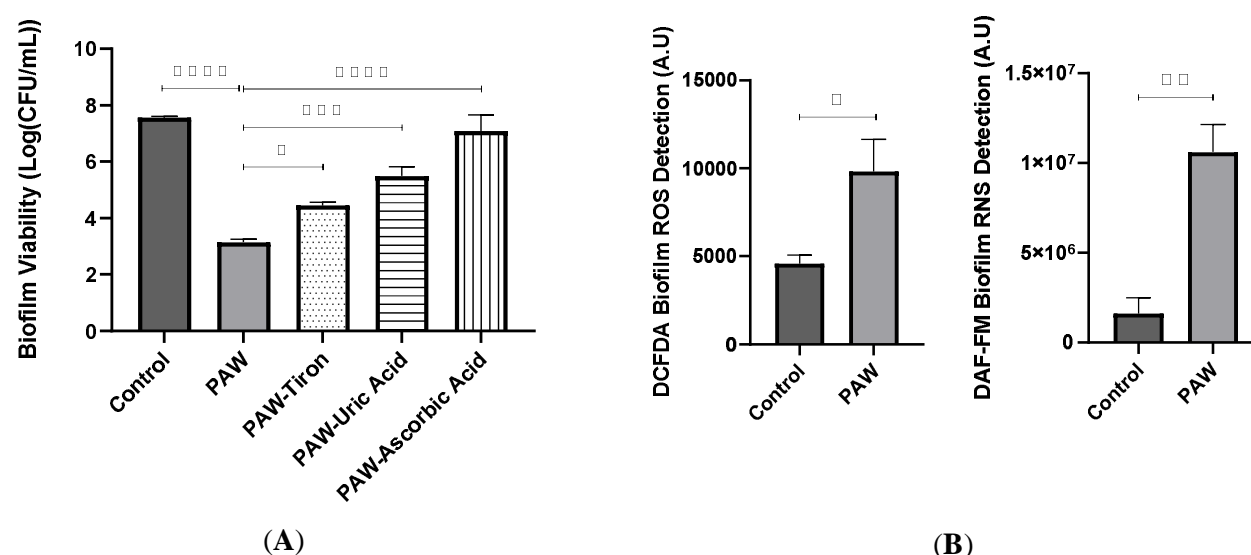 Biofilm Viability (Log(CFU/mL))
10
8
6
4
2
0
Control
PAW
PAW-Tiron
PAW-Uric Acid
PAW-Ascorbic Acid
(A)
DCFDA Biofilm ROS Detection (A.U)
15000
10000
5000
0
Control
PAW
DAF-FM Biofilm RNS Detection (A.U)
1.5×10⁷
1×10⁷
5×10⁶
0
Control
PAW
(B)